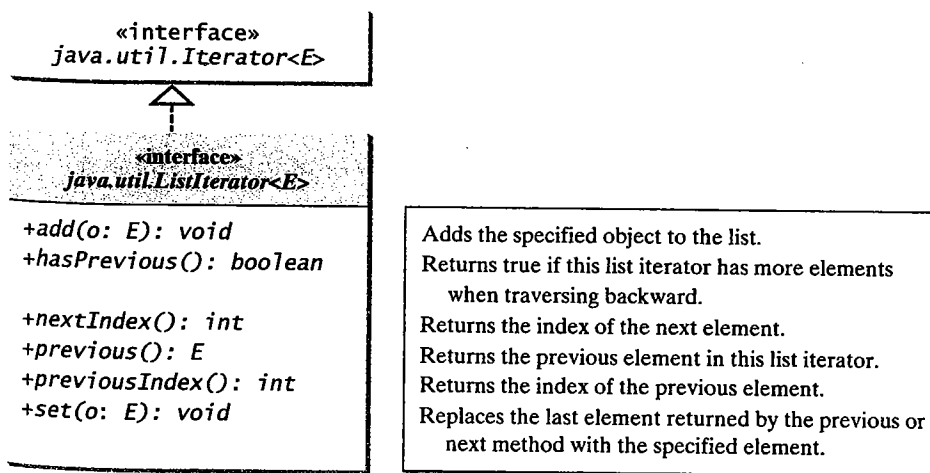 «interface»
java.util.Iterator<E>
«interface»
java.util.ListIterator<E>
+add(o: E): void
+hasPrevious(): boolean
+nextIndex(): int
+previous(): E
+previousIndex(): int
+set(o: E): void
Adds the specified object to the list.
Returns true if this list iterator has more elements
when traversing backward.
Returns the index of the next element.
Returns the previous element in this list iterator.
Returns the index of the previous element.
Replaces the last element returned by the previous or
next method with the specified element.